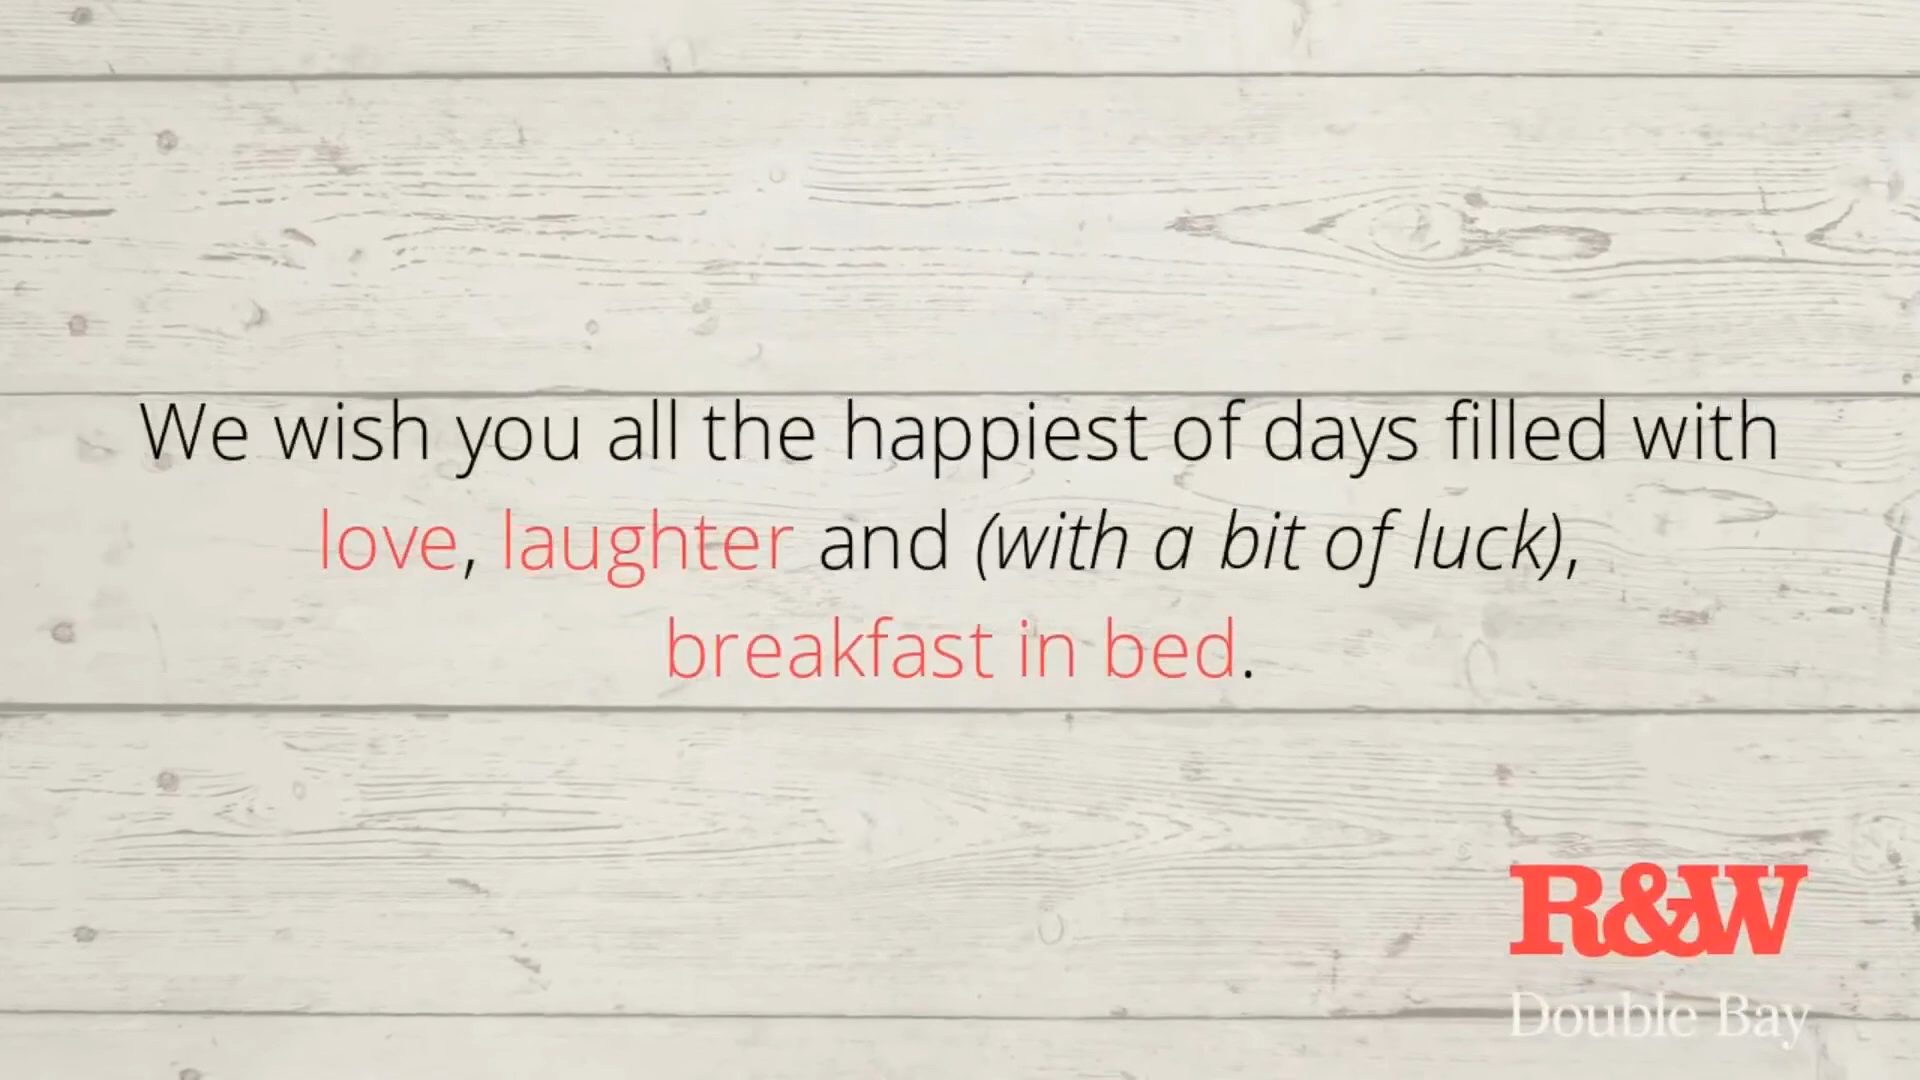 We wish you all the happiest of days filled with
love, laughter and (with a bit of luck),
breakfast in bed.
R&W
Double Bay